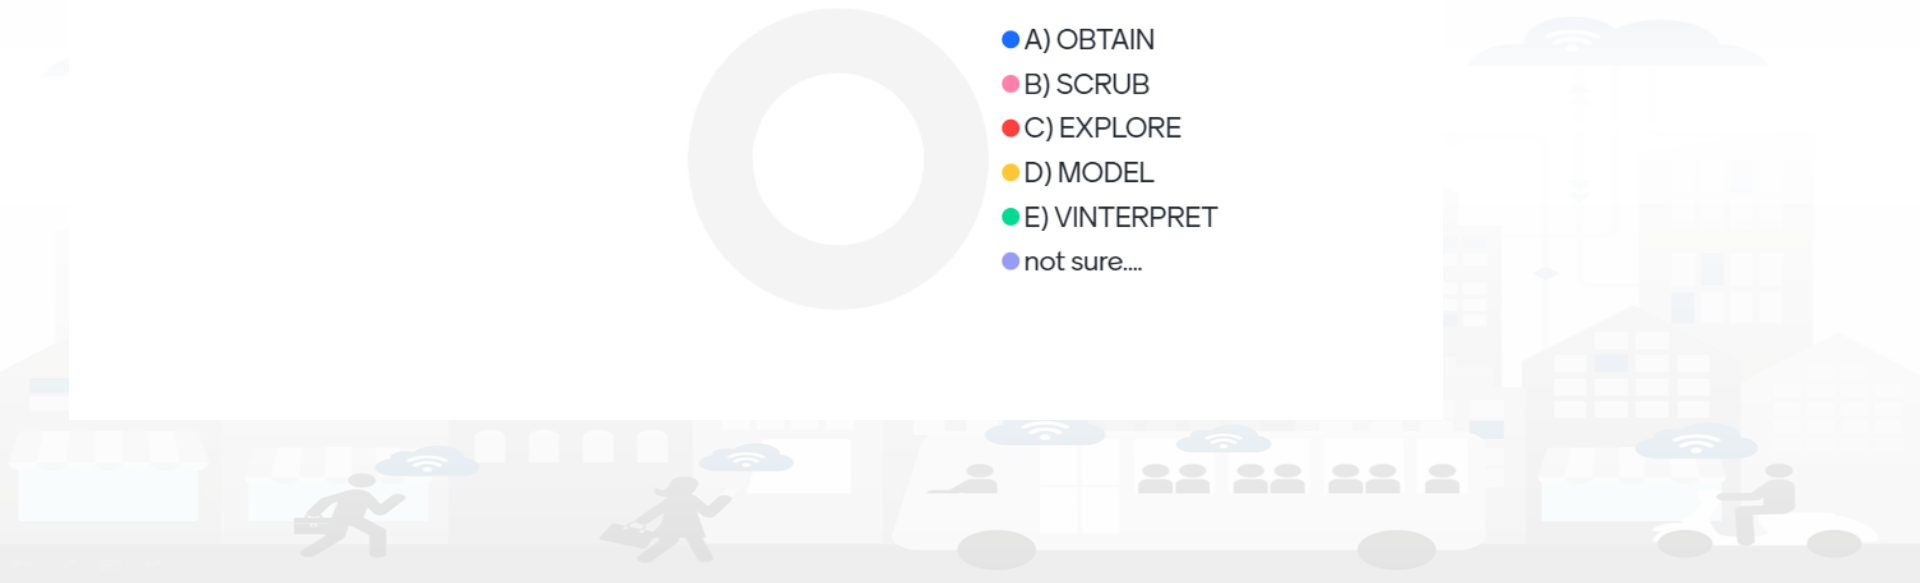 A) OBTAIN
B) SCRUB
C) EXPLORE
D) MODEL
E) VINTERPRET
not sure....